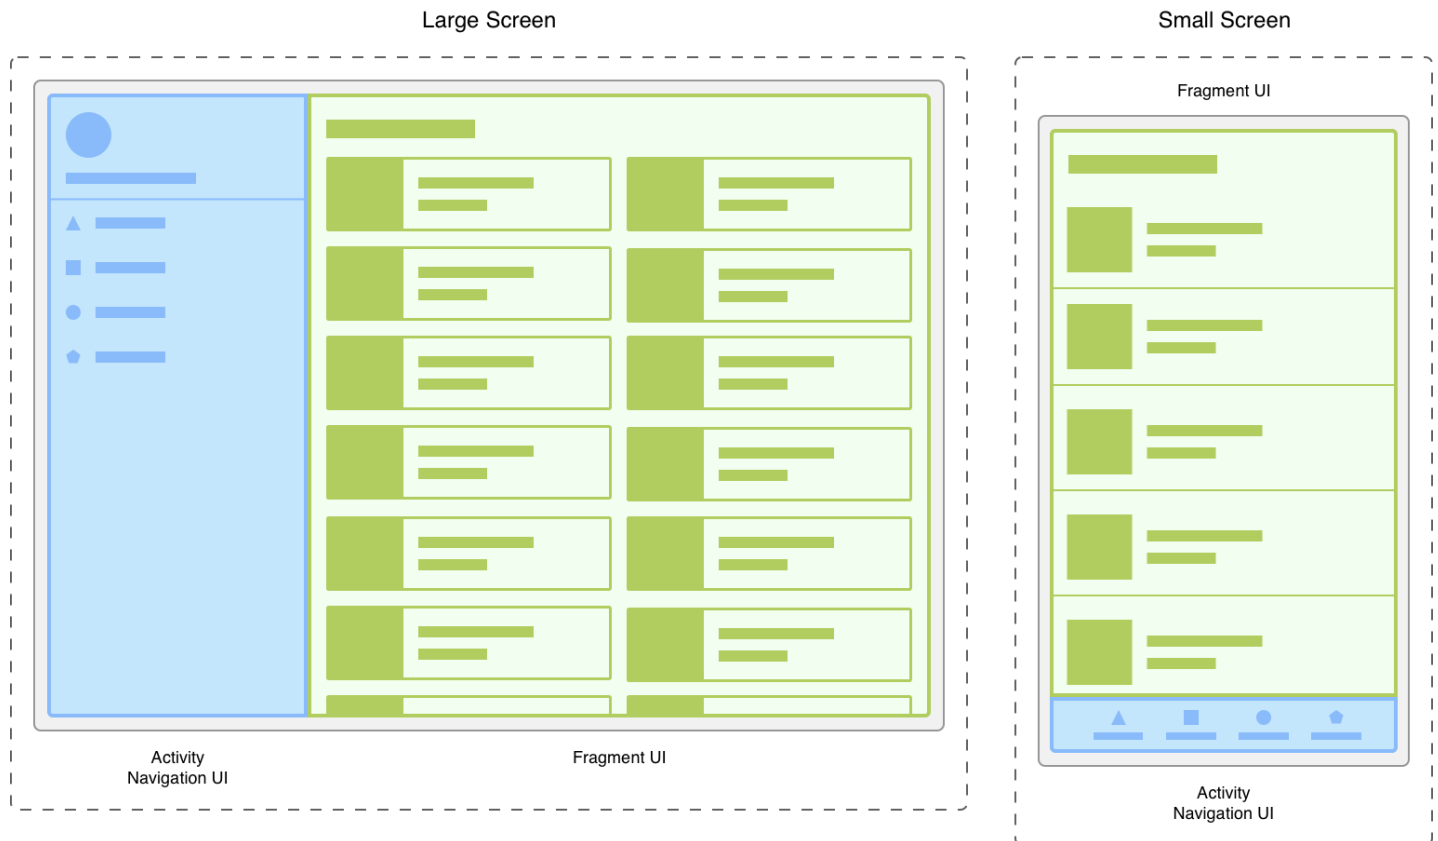 Large Screen
Small Screen
Fragment UI
Activity
Navigation UI
Fragment UI
Activity
Navigation UI